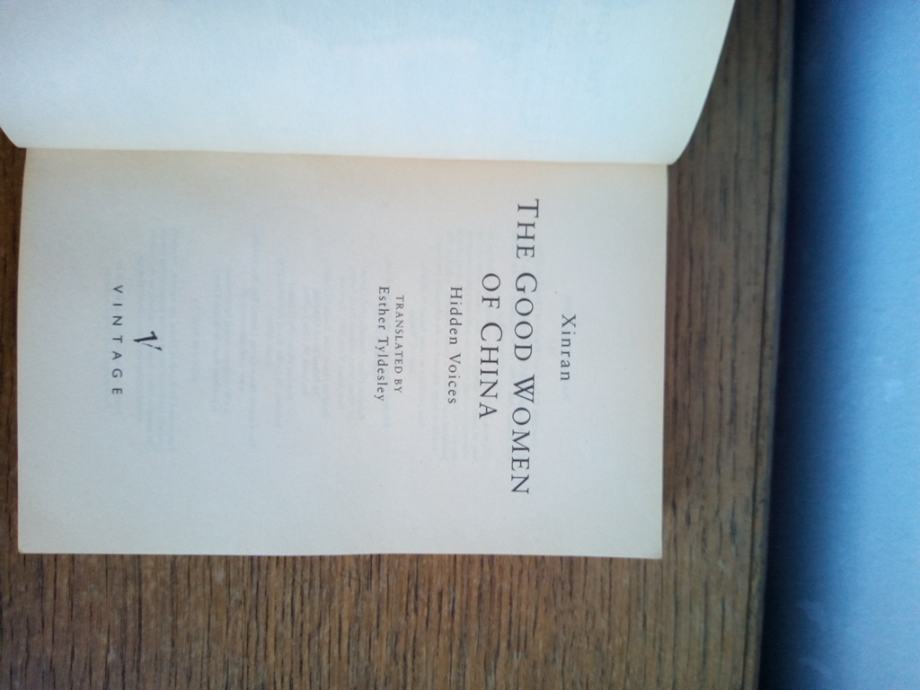 Xinran
THE GOOD WOMEN
OF CHINA
Hidden Voices
TRANSLATED BY
Esther Tyldesley
V
VINTAGE